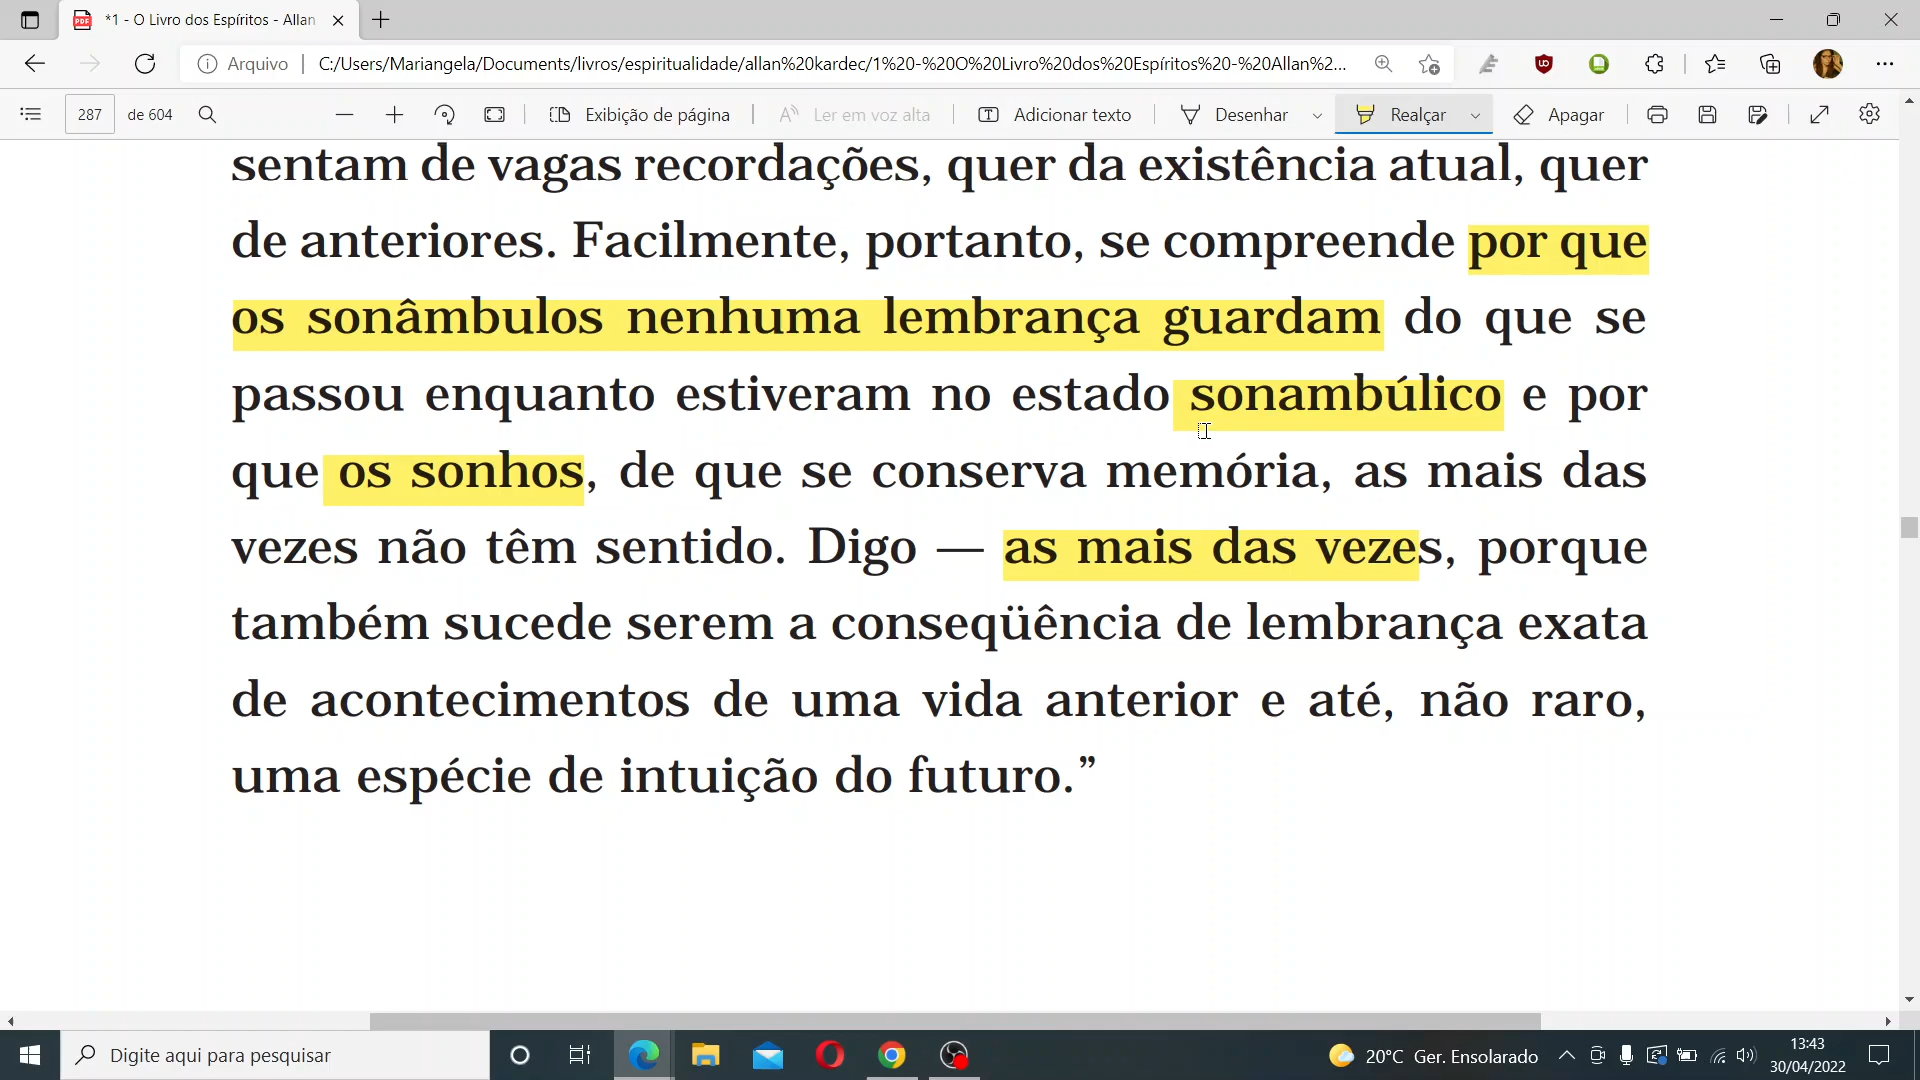 *1 - O Livro dos Espíritos - Allan
Arquivo
C:/Users/Mariangela/Documents/livros/espiritualidade/allan%20kardec/1%20-%20O%20Livro%20dos%20Espíritos%20-%20Allan%2...
287 de 604
Exibição de página
Ler em voz alta
Adicionar texto
Desenhar
Realçar
Apagar
sentam de vagas recordações, quer da existência atual, quer
de anteriores. Facilmente, portanto, se compreende por que
os sonâmbulos nenhuma lembrança guardam do que se
passou enquanto estiveram no estado sonambúlico e por
que os sonhos, de que se conserva memória, as mais das
vezes não têm sentido. Digo — as mais das vezes, porque
também sucede serem a conseqüência de lembrança exata
de acontecimentos de uma vida anterior e até, não raro,
uma espécie de intuição do futuro.”
Digite aqui para pesquisar
20°C Ger. Ensolarado
13:43
30/04/2022